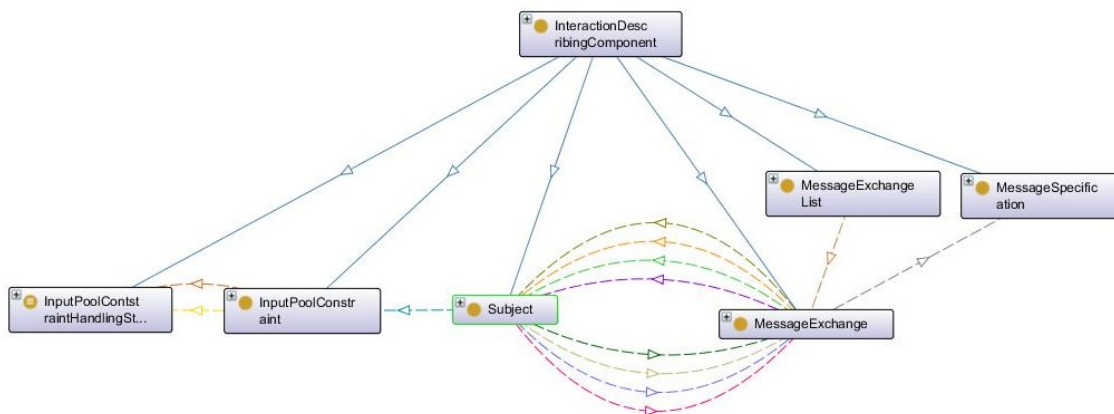 InteractionDesc
ribingComponent
MessageExchange
List
MessageSpecific
ation
InputPoolContst
raintHandlingSt...
InputPoolConstr
aint
Subject
MessageExchange